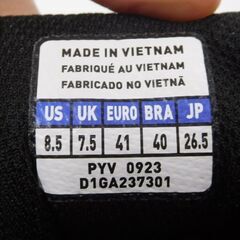 MADE IN VIETNAM
FABRIQUÉ AU VIETNAM
FABRICADO NO VIETNÃ
US UK EURO BRA JP
8.5 7.5 41 40 26.5
PYV 0923
D1GA237301